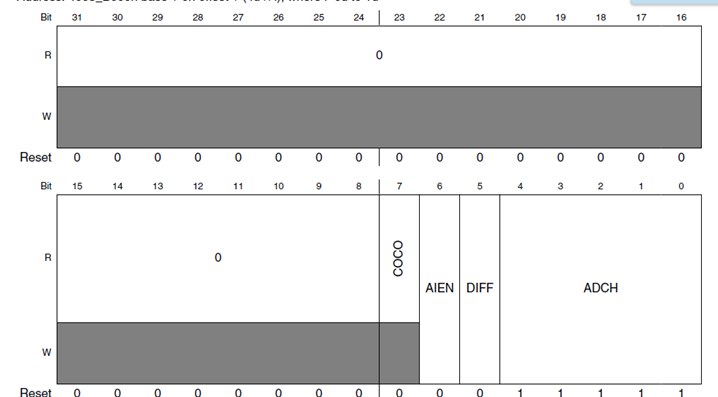 Bit 31 30 29 28 27 26 25 24 23 22 21 20 19 18 17 16
R 0
W
Reset 0 0 0 0 0 0 0 0 0 0 0 0 0 0 0 0
Bit 15 14 13 12 11 10 9 8 7 6 5 4 3 2 1 0
R 0 COCO AIEN DIFF ADCH
W
Reset 0 0 0 0 0 0 0 0 0 0 0 1 1 1 1 1